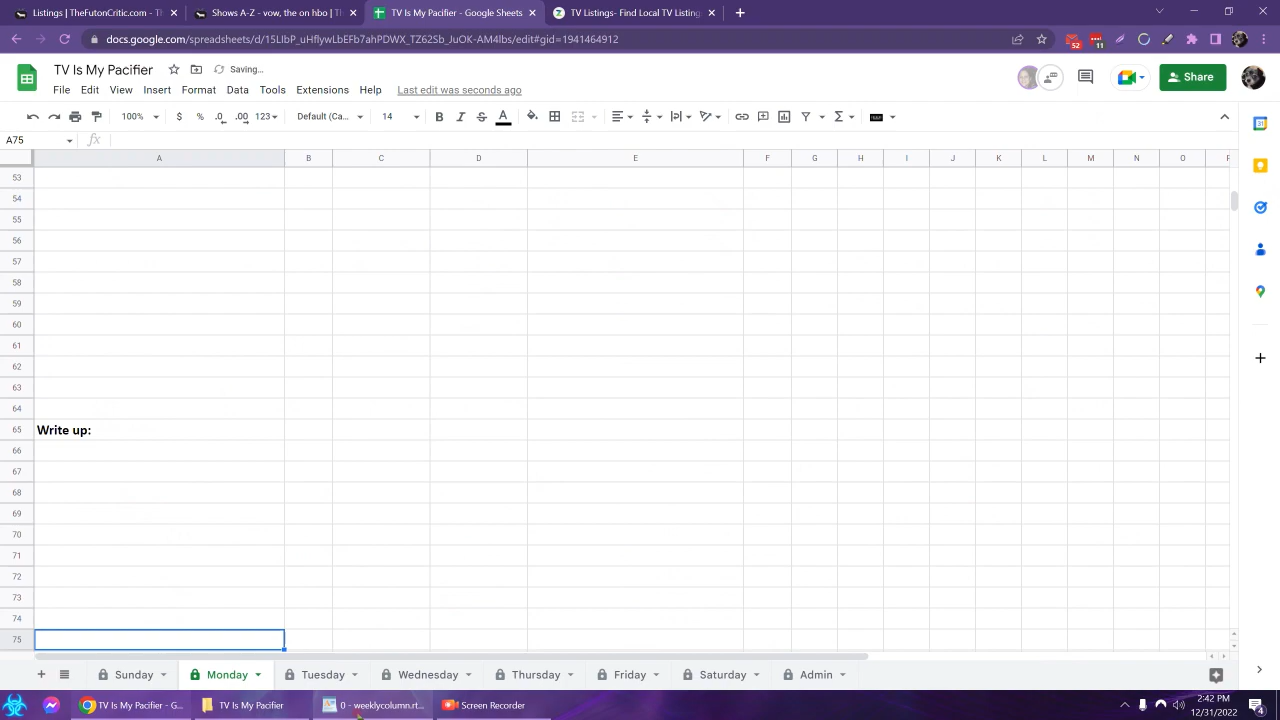 Listings | TheFutonCritic.com - Th
Shows A-Z - vow, the on hbo | Th
TV Is My Pacifier - Google Sheets
TV Listings- Find Local TV Listing
docs.google.com/spreadsheets/d/15LlbP_uHflywLbEFb7ahPDWX_TZ62Sb_JuOK-AM4lbs/edit#gid=1941464912
52
11
TV Is My Pacifier
Saving...
Share
File Edit View Insert Format Data Tools Extensions Help Last edit was seconds ago
100% $ % .0 .00 123 Default (Ca... 14 B I S A
A75 fx
A B C D E F G H I J K L M N O P
53
54
55
56
57
58
59
60
61
62
63
64
65 Write up:
66
67
68
69
70
71
72
73
74
75
Sunday Monday Tuesday Wednesday Thursday Friday Saturday Admin
TV Is My Pacifier - G...
TV Is My Pacifier
0 - weeklycolumn.rt...
Screen Recorder
2:42 PM
12/31/2022